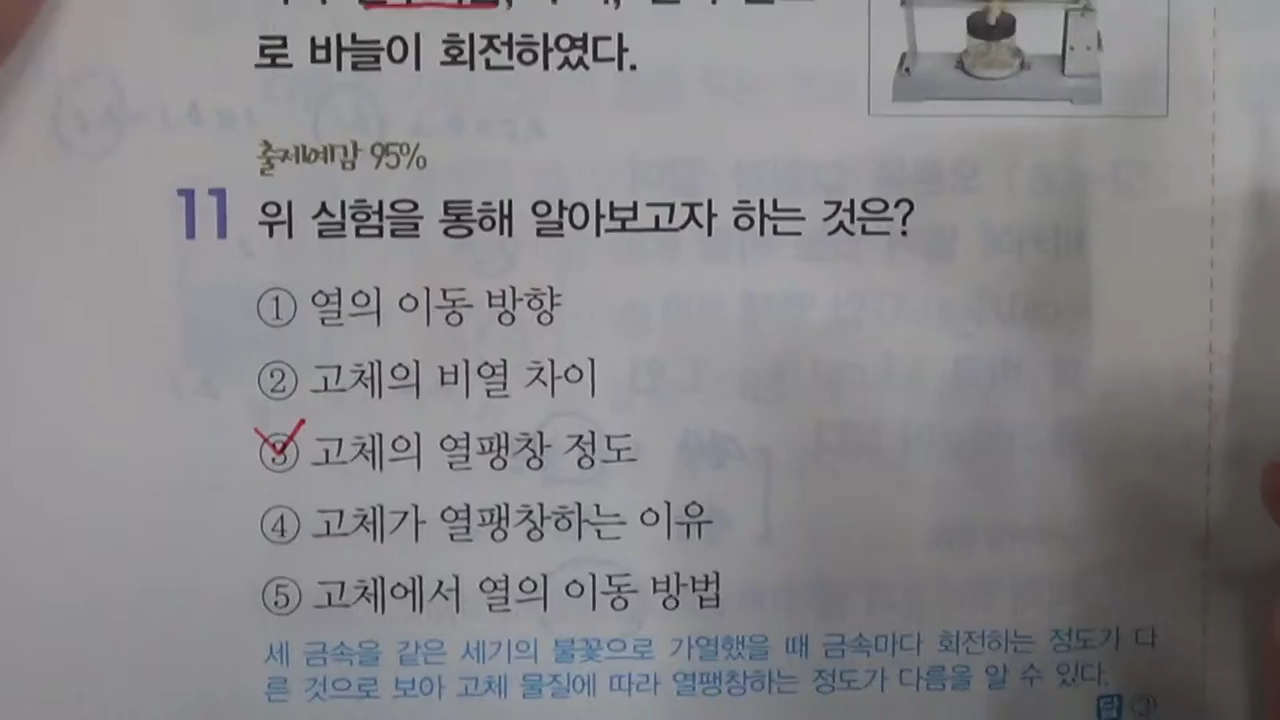 로 바늘이 회전하였다.
출제예감 95%
11 위 실험을 통해 알아보고자 하는 것은?
① 열의 이동 방향
② 고체의 비열 차이
③ 고체의 열팽창 정도
④ 고체가 열팽창하는 이유
⑤ 고체에서 열의 이동 방법
세 금속을 같은 세기의 불꽃으로 가열했을 때 금속마다 회전하는 정도가 다
른 것으로 보아 고체 물질에 따라 열팽창하는 정도가 다름을 알 수 있다.
답 ③